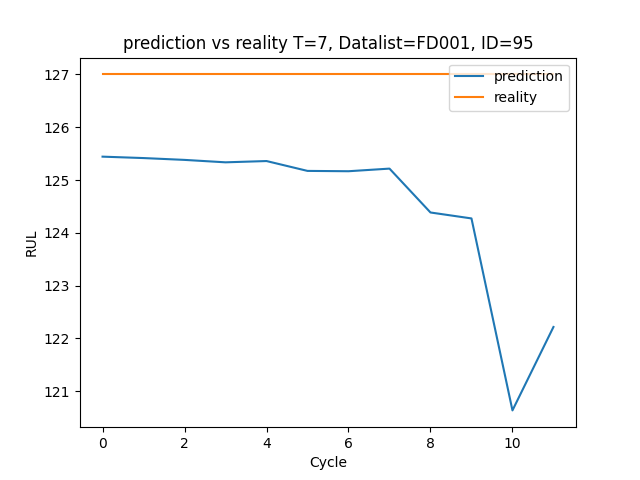 prediction vs reality T=7, Datalist=FD001, ID=95
127
126
125
124
123
122
121
RUL
prediction
reality
0
2
4
6
8
10
Cycle